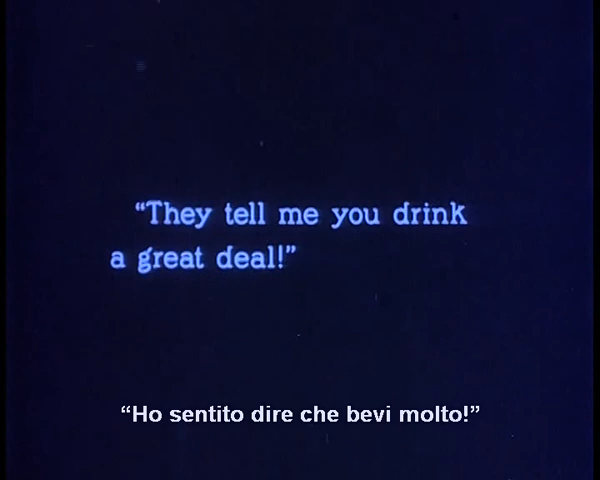 “They tell me you drink
a great deal!”
“Ho sentito dire che bevi molto!”